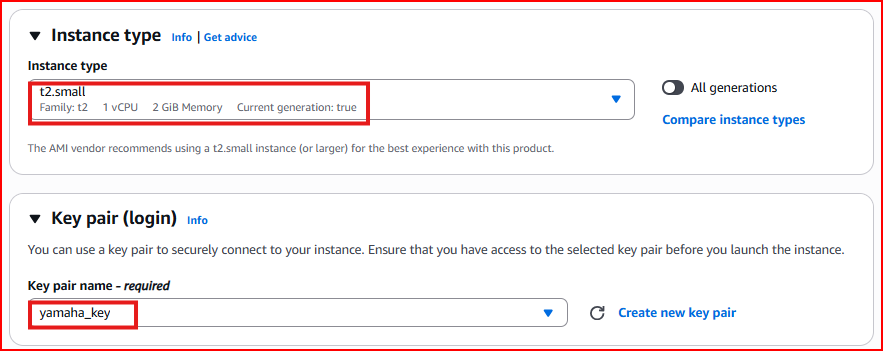 Instance type Info | Get advice
Instance type
t2.small
Family: t2 1 vCPU 2 GiB Memory Current generation: true
All generations
Compare instance types
The AMI vendor recommends using a t2.small instance (or larger) for the best experience with this product.
Key pair (login) Info
You can use a key pair to securely connect to your instance. Ensure that you have access to the selected key pair before you launch the instance.
Key pair name - required
yamaha_key
Create new key pair